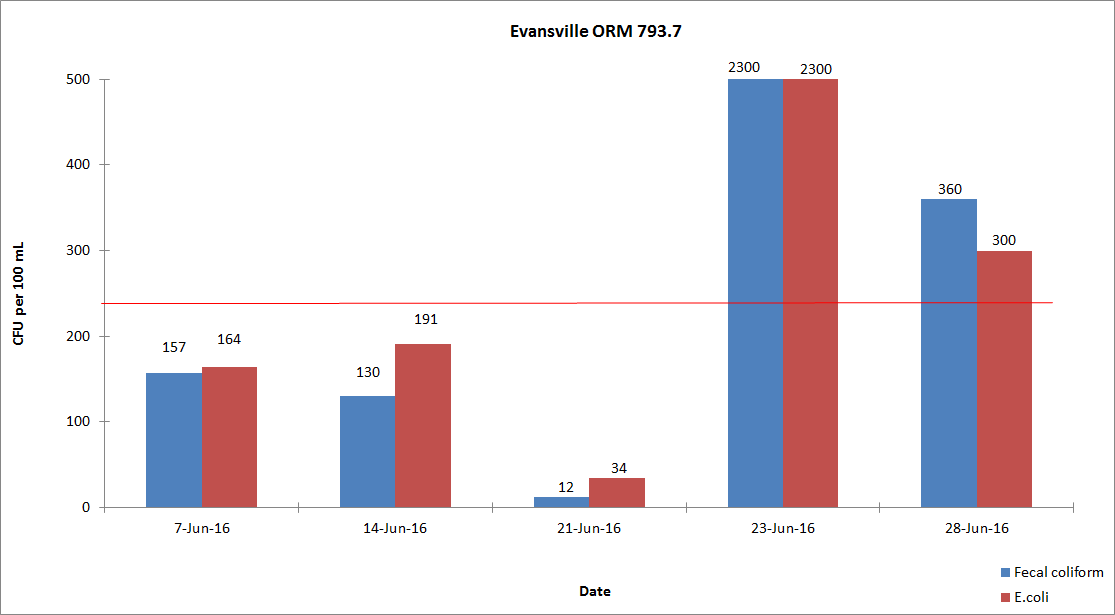 Evansville ORM 793.7
CFU per 100 mL
500
400
300
200
100
0
157
164
130
191
12
34
2300
2300
360
300
7-Jun-16
14-Jun-16
21-Jun-16
23-Jun-16
28-Jun-16
Date
Fecal coliform
E.coli